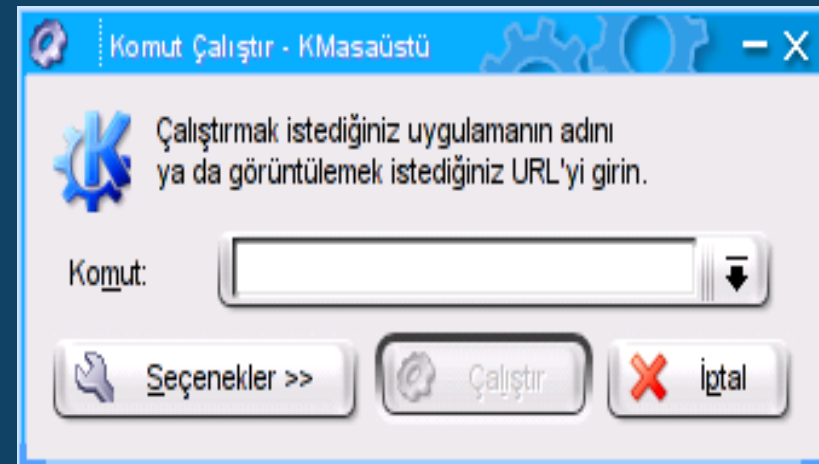 Komut Çalıştır - KMasaüstü
Çalıştırmak istediğiniz uygulamanın adını
ya da görüntülemek istediğiniz URL'yi girin.
Komut:
Seçenekler >> Çalıştır İptal